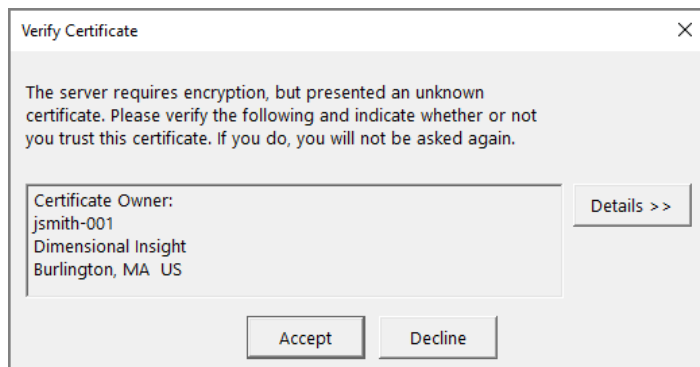 Verify Certificate
The server requires encryption, but presented an unknown
certificate. Please verify the following and indicate whether or not
you trust this certificate. If you do, you will not be asked again.
Certificate Owner:
jsmith-001
Dimensional Insight
Burlington, MA  US
Details >>
Accept
Decline